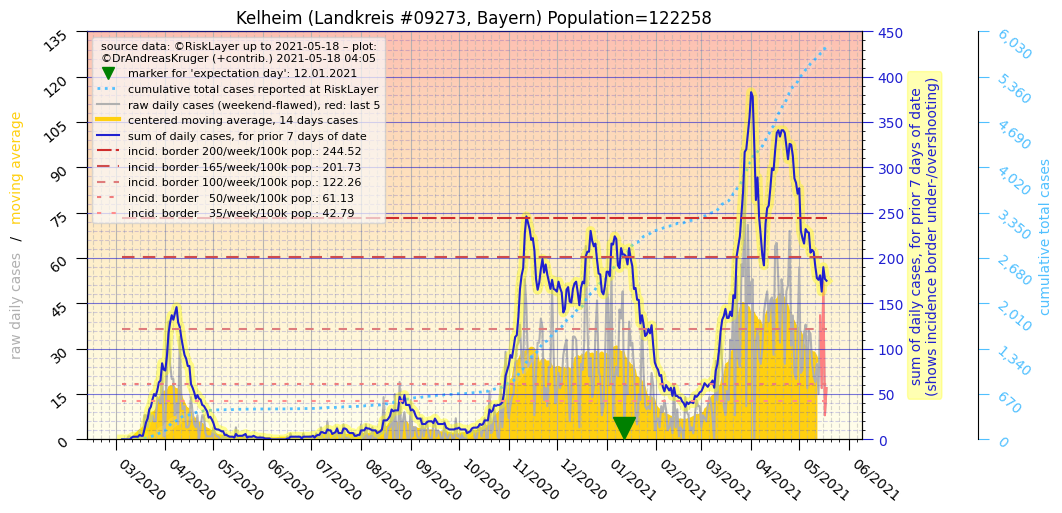 Kelheim (Landkreis #09273, Bayern) Population=122258
source data: ©RiskLayer up to 2021-05-18 – plot:
©DrAndreasKruger (+contrib.) 2021-05-18 04:05
marker for 'expectation day': 12.01.2021
cumulative total cases reported at RiskLayer
raw daily cases (weekend-flawed), red: last 5
centered moving average, 14 days cases
sum of daily cases, for prior 7 days of date
incid. border 200/week/100k pop.: 244.52
incid. border 165/week/100k pop.: 201.73
incid. border 100/week/100k pop.: 122.26
incid. border 50/week/100k pop.: 61.13
incid. border 35/week/100k pop.: 42.79
raw daily cases / moving average
135
120
105
90
75
60
45
30
15
0
03/2020
04/2020
05/2020
06/2020
07/2020
08/2020
09/2020
10/2020
11/2020
12/2020
01/2021
02/2021
03/2021
04/2021
05/2021
06/2021
450
400
350
300
250
200
150
100
50
0
sum of daily cases, for prior 7 days of date
(shows incidence border under-/overshooting)
6,030
5,360
4,690
4,020
3,350
2,680
2,010
1,340
670
0
cumulative total cases